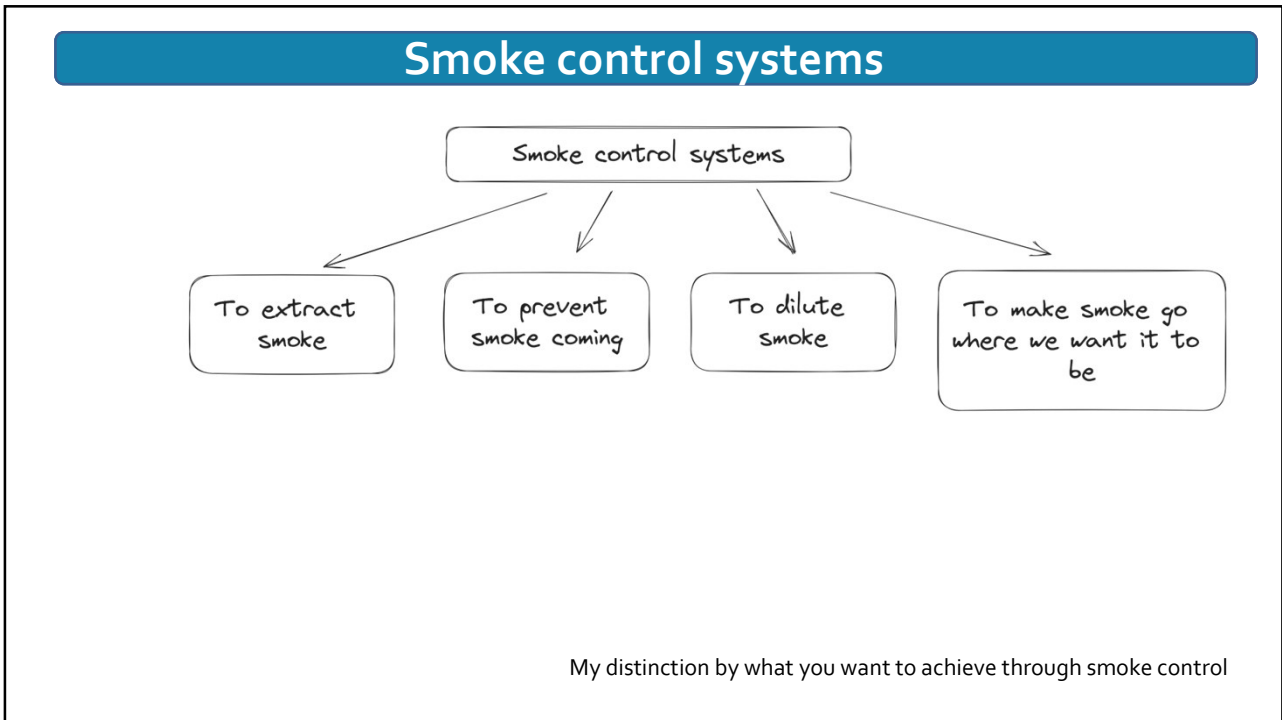 Smoke control systems
Smoke control systems
To extract
smoke
To prevent
smoke coming
To dilute
smoke
To make smoke go
where we want it to
be
My distinction by what you want to achieve through smoke control